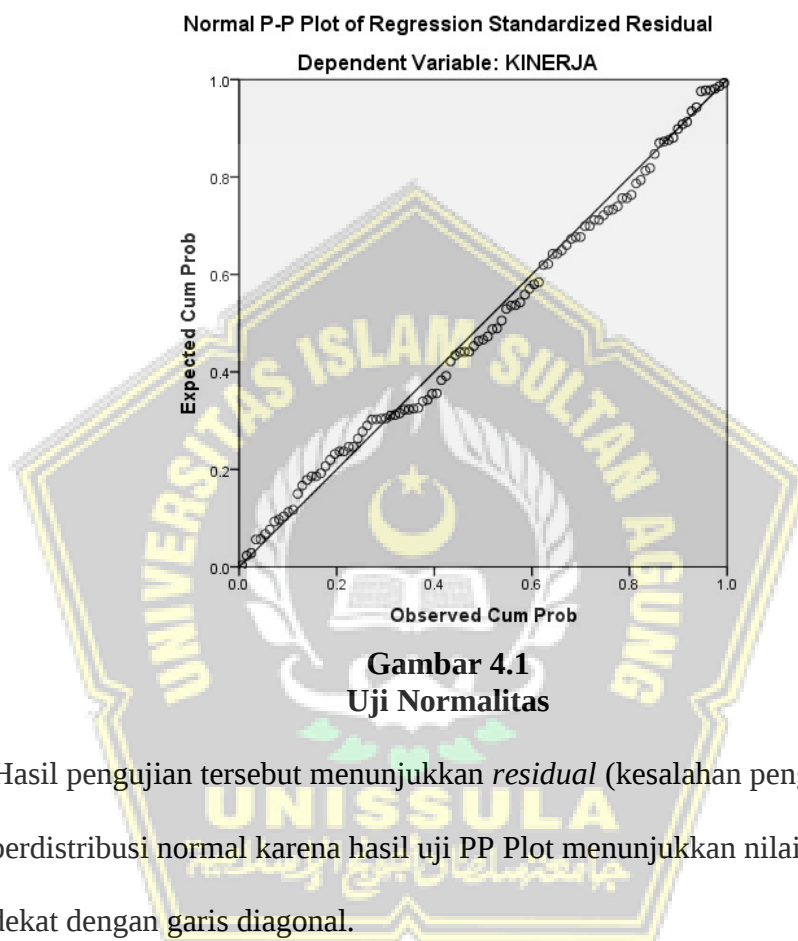 Normal P-P Plot of Regression Standardized Residual
Dependent Variable: KINERJA
1.0
0.8
0.6
0.4
0.2
0.0
Expected Cum Prob
0.0 0.2 0.4 0.6 0.8 1.0
Observed Cum Prob
Gambar 4.1
Uji Normalitas
UNIVERSITAS ISLAM SULTAN AGUNG
Hasil pengujian tersebut menunjukkan residual (kesalahan
berdistribusi normal karena hasil uji PP Plot menunjukkan nilai
dekat dengan garis diagonal.
UNISSULA